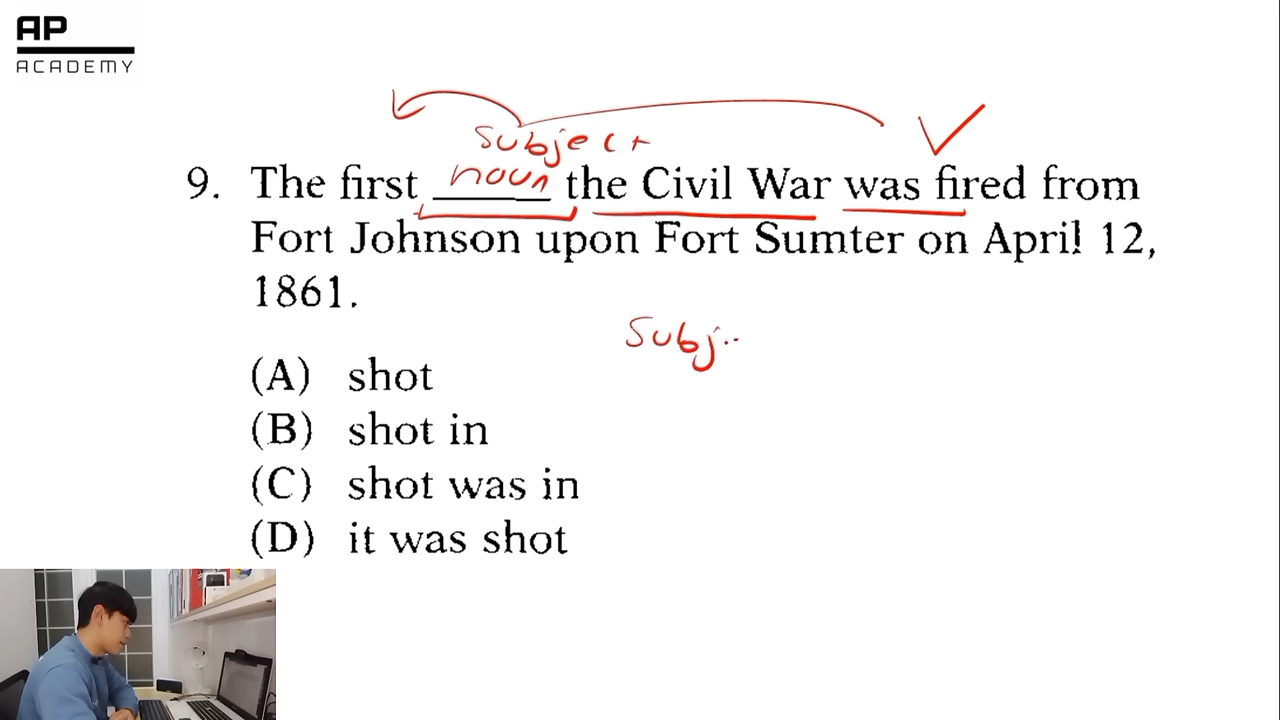 AP
ACADEMY
subject
noun
9. The first ______ the Civil War was fired from
Fort Johnson upon Fort Sumter on April 12,
1861.
Subj..
(A) shot
(B) shot in
(C) shot was in
(D) it was shot